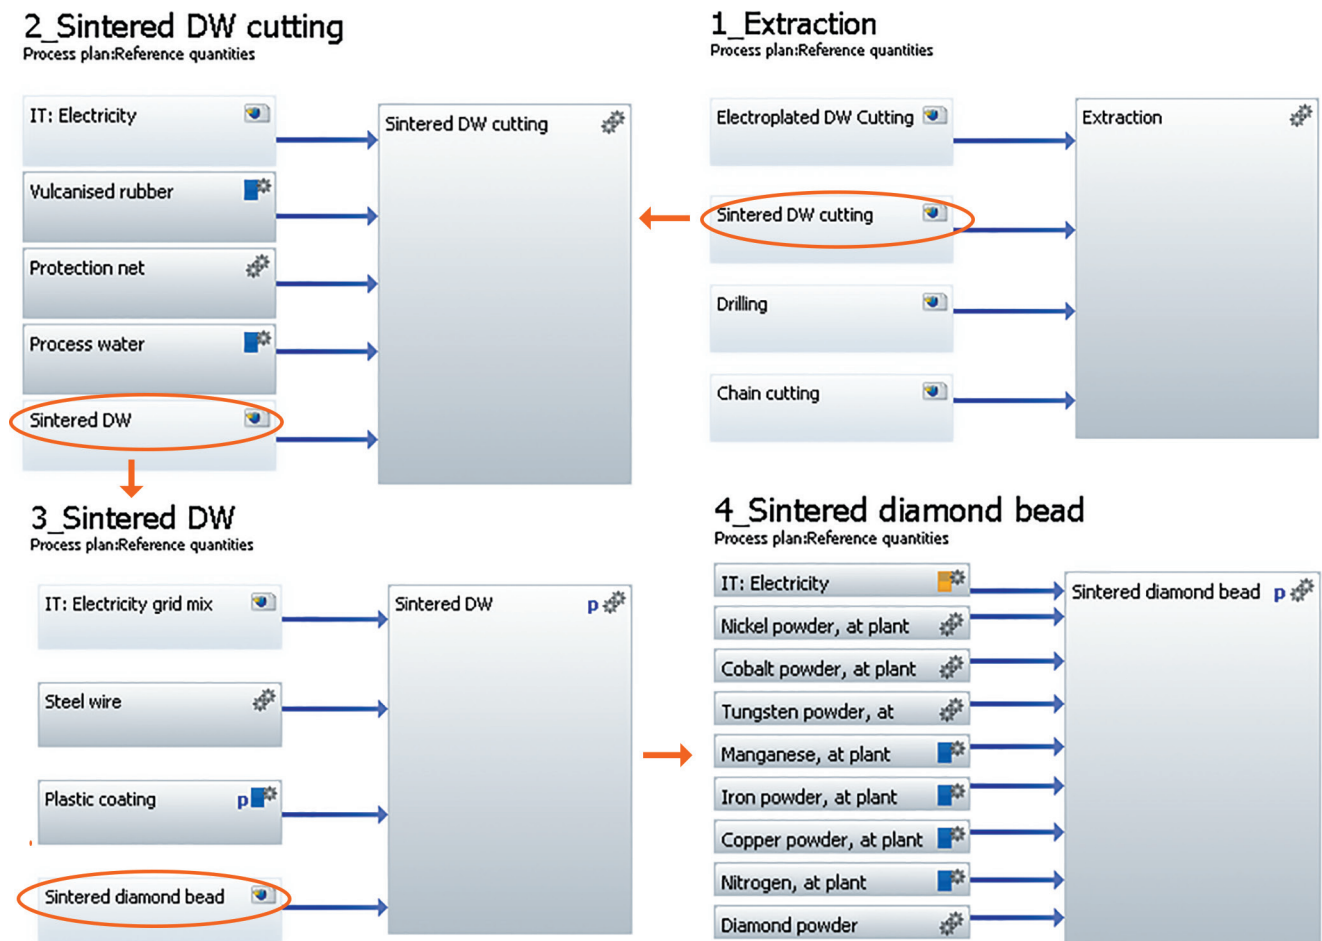 2_Sintered DW cutting
Process plan:Reference quantities
IT: Electricity
Vulcanised rubber
Protection net
Process water
Sintered DW
Sintered DW cutting
1_Extraction
Process plan:Reference quantities
Electroplated DW Cutting
Sintered DW cutting
Drilling
Chain cutting
Extraction
3_Sintered DW
Process plan:Reference quantities
IT: Electricity grid mix
Steel wire
Plastic coating
p
Sintered diamond bead
Sintered DW
p
4_Sintered diamond bead
Process plan:Reference quantities
IT: Electricity
Nickel powder, at plant
Cobalt powder, at plant
Tungsten powder, at
Manganese, at plant
Iron powder, at plant
Copper powder, at plant
Nitrogen, at plant
Diamond powder
Sintered diamond bead p